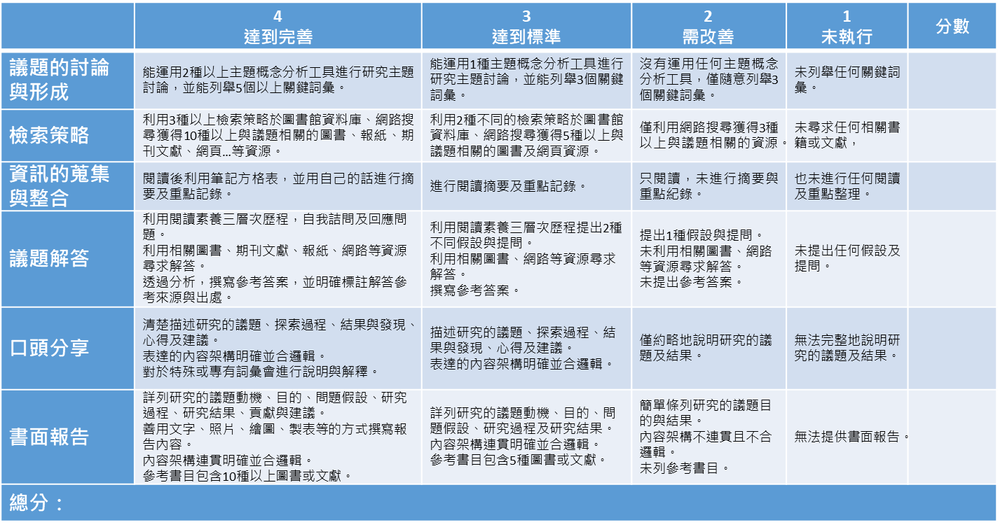 4
達到完善
3
達到標準
2
需改善
1
未執行
分數
議題的討論
與形成
能運用2種以上主題概念分析工具進行研究主題
討論，並能列舉5個以上關鍵詞彙。
能運用1種主題概念分析工具進行
研究主題討論，並能列舉3個關鍵
詞彙。
沒有運用任何主題概念
分析工具，僅隨意列舉3
個關鍵詞彙。
未列舉任何關鍵詞
彙。
檢索策略
利用3種以上檢索策略於圖書館資料庫、網路搜
尋獲得10種以上與議題相關的圖書、報紙、期
刊文獻、網頁...等資源。
利用2種不同的檢索策略於圖書館
資料庫、網路搜尋獲得5種以上與
議題相關的圖書及網頁資源。
僅利用網路搜尋獲得3種
以上與議題相關的資源。
未尋求任何相關書
籍或文獻，
資訊的蒐集
與整合
閱讀後利用筆記方格表，並用自己的話進行摘
要及重點記錄。
進行閱讀摘要及重點記錄。
只閱讀，未進行摘要與
重點紀錄。
也未進行任何閱讀
及重點整理。
議題解答
利用閱讀素養三層次歷程，自我詰問及回應問
題。
利用相關圖書、期刊文獻、報紙、網路等資源
尋求解答。
透過分析，撰寫參考答案，並明確標註解答參
考來源與出處。
利用閱讀素養三層次歷程提出2種
不同假設與提問。
利用相關圖書、網路等資源尋求
解答。
撰寫參考答案。
提出1種假設與提問。
未利用相關圖書、網路
等資源尋求解答。
未提出參考答案。
未提出任何假設及
提問。
口頭分享
清楚描述研究的議題、探索過程、結果與發現、
心得及建議。
表達的內容架構明確並合邏輯。
對於特殊或專有詞彙會進行說明與解釋。
描述研究的議題、探索過程、結
果與發現、心得及建議。
表達的內容架構明確並合邏輯。
僅約略地說明研究的議
題及結果。
無法完整地說明研
究的議題及結果。
書面報告
詳列研究的議題動機、目的、問題假設、研究
過程、研究結果、貢獻與建議。
善用文字、照片、繪圖、製表等的方式撰寫報
告內容。
內容架構連貫明確並合邏輯。
參考書目包含10種以上圖書或文獻。
詳列研究的議題動機、目的、問
題假設、研究過程及研究結果。
內容架構連貫明確並合邏輯。
參考書目包含5種圖書或文獻。
簡單條列研究的議題目
的與結果。
內容架構不連貫且不合
邏輯。
未列參考書目。
無法提供書面報告。
總分：